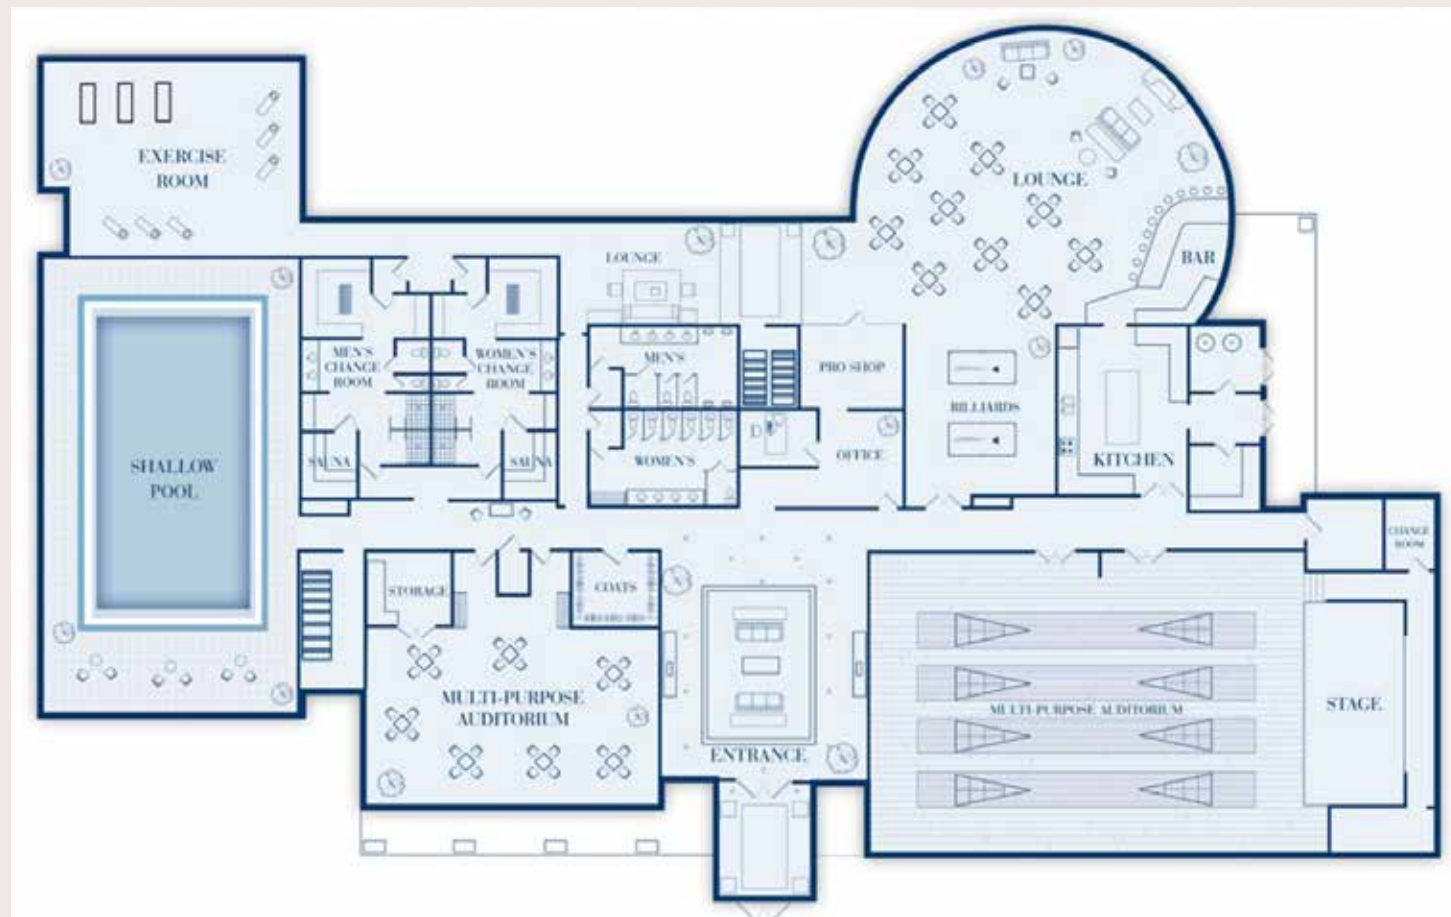 EXERCISE
ROOM
LOUNGE
LOUNGE
BAR
MEN'S
CHANGE
ROOM
WOMEN'S
CHANGE
ROOM
MEN'S
PRO SHOP
BILLIARDS
SHALLOW
POOL
SAUNA
SAUNA
WOMEN'S
D
OFFICE
KITCHEN
CHANGE
ROOM
STORAGE
COATS
MULTI-PURPOSE
AUDITORIUM
ENTRANCE
MULTI-PURPOSE AUDITORIUM
STAGE